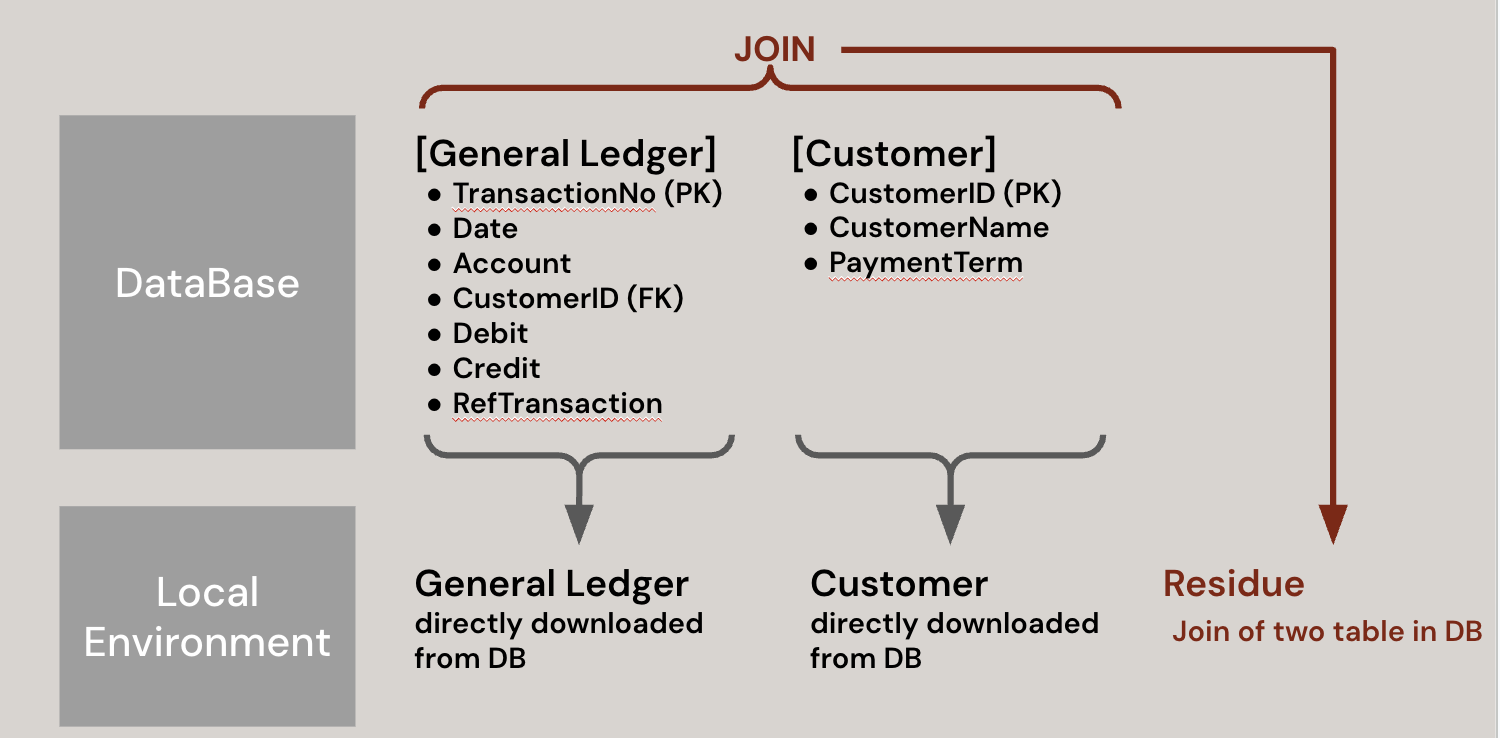 JOIN
DataBase
[General Ledger]
● TransactionNo (PK)
● Date
● Account
● CustomerID (FK)
● Debit
● Credit
● RefTransaction
[Customer]
● CustomerID (PK)
● CustomerName
● PaymentTerm
Local
Environment
General Ledger
directly downloaded
from DB
Customer
directly downloaded
from DB
Residue
Join of two table in DB